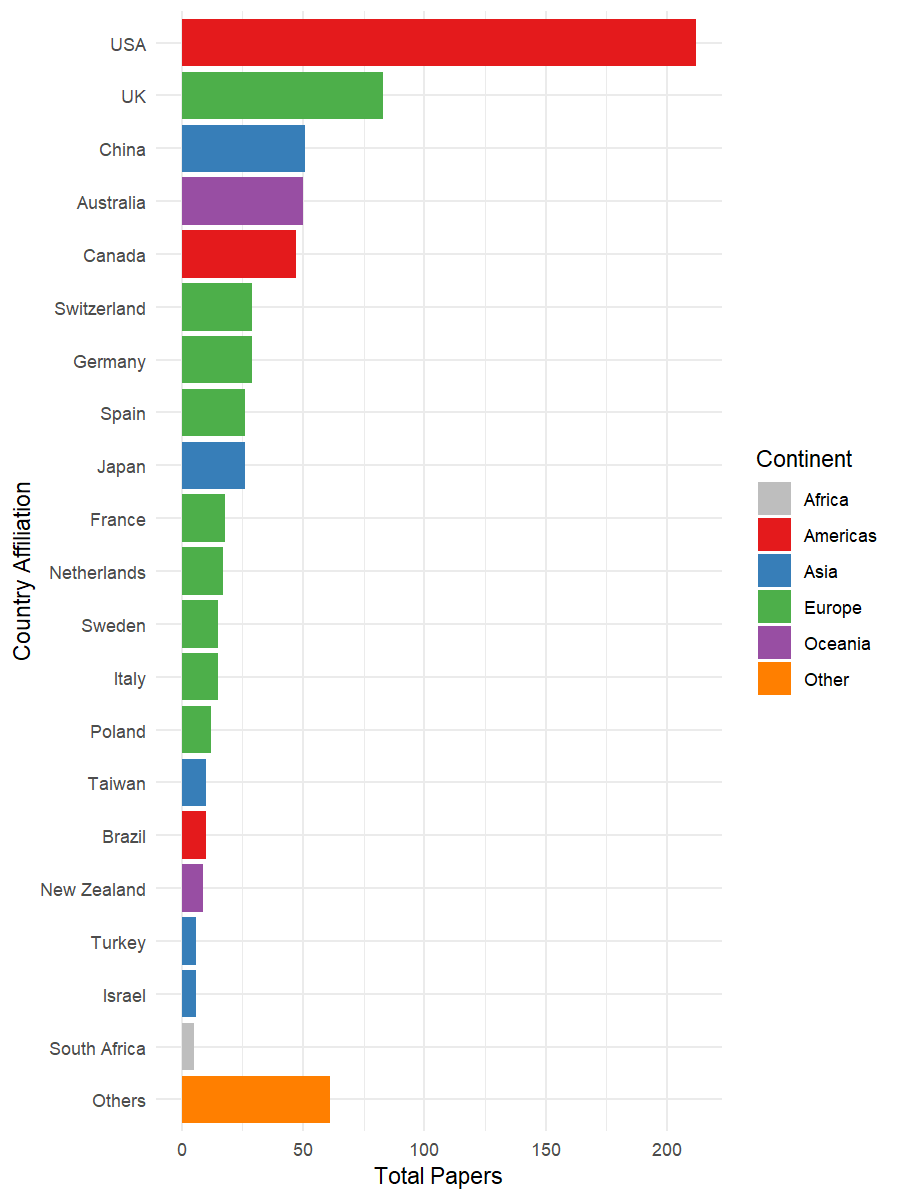 USA
UK
China
Australia
Canada
Switzerland
Germany
Spain
Japan
France
Netherlands
Sweden
Italy
Poland
Taiwan
Brazil
New Zealand
Turkey
Israel
South Africa
Others
Country Affiliation
0 50 100 150 200
Total Papers
Continent
Africa
Americas
Asia
Europe
Oceania
Other